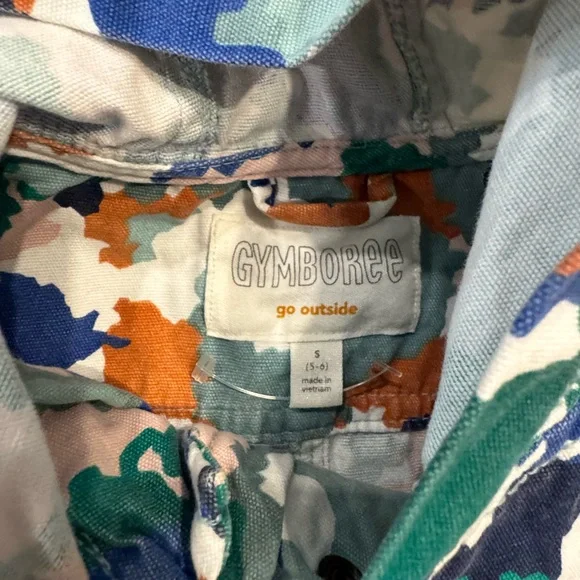 GYMBOREE
go outside
S
(5-6)
made in
vietnam